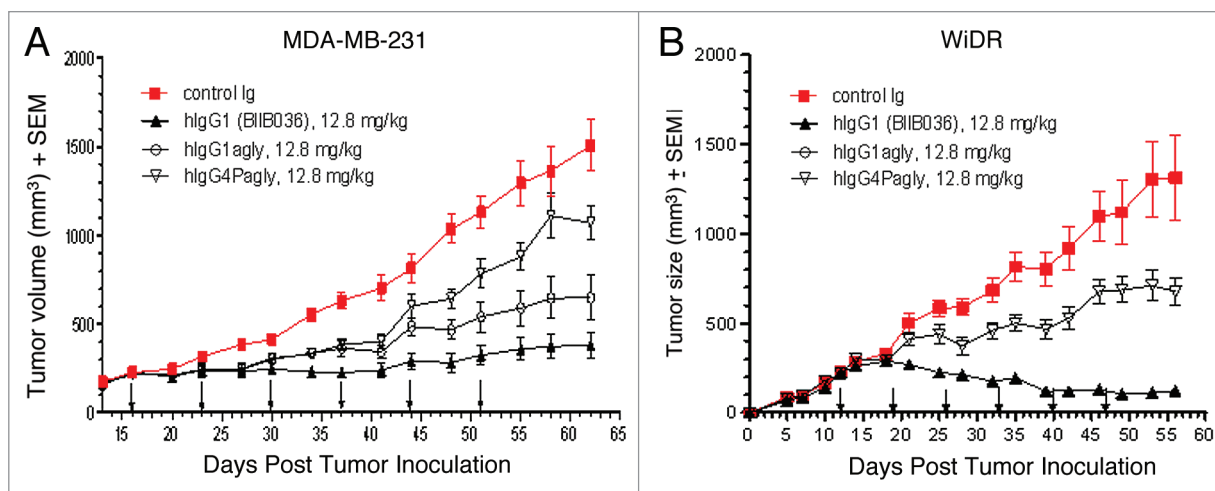 A
MDA-MB-231
Tumor volume (mm³) + SEM
2000
1500
1000
500
0
control Ig
hIgG1 (BIIB036), 12.8 mg/kg
hIgG1agly, 12.8 mg/kg
hIgG4Pagly, 12.8 mg/kg
15 20 25 30 35 40 45 50 55 60 65
Days Post Tumor Inoculation
B
WiDR
Tumor size (mm³) ± SEM|
2000
1500
1000
500
0
control Ig
hIgG1 (BIIB036), 12.8 mg/kg
hIgG1agly, 12.8 mg/kg
hIgG4Pagly, 12.8 mg/kg
0 5 10 15 20 25 30 35 40 45 50 55 60
Days Post Tumor Inoculation